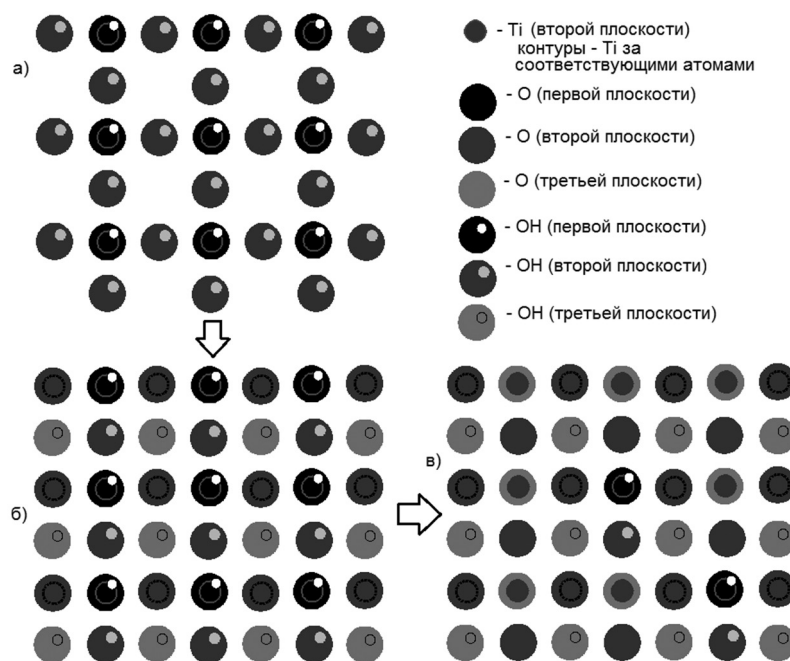 а)
- Ti (второй плоскости)
контуры - Ti за
соответствующими атомами
- O (первой плоскости)
- O (второй плоскости)
- O (третьей плоскости)
- OH (первой плоскости)
- OH (второй плоскости)
- OH (третьей плоскости)
б)
в)